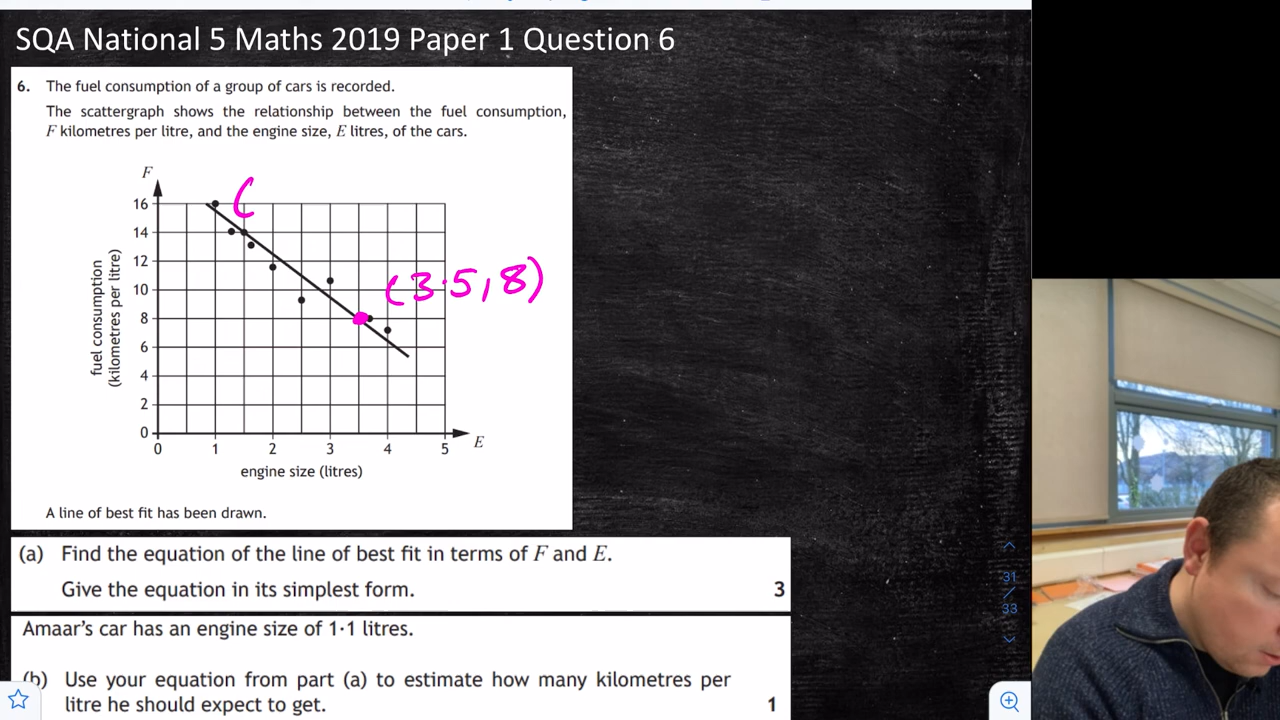 SQA National 5 Maths 2019 Paper 1 Question 6
6. The fuel consumption of a group of cars is recorded.
The scattergraph shows the relationship between the fuel consumption,
F kilometres per litre, and the engine size, E litres, of the cars.
F
(
16
14
12
10
8
6
4
2
0
fuel consumption
(kilometres per litre)
(3·5,8)
0 1 2 3 4 5 E
engine size (litres)
A line of best fit has been drawn.
(a) Find the equation of the line of best fit in terms of F and E.
Give the equation in its simplest form. 3
Amaar's car has an engine size of 1·1 litres.
(b) Use your equation from part (a) to estimate how many kilometres per
litre he should expect to get. 1
31
/
33